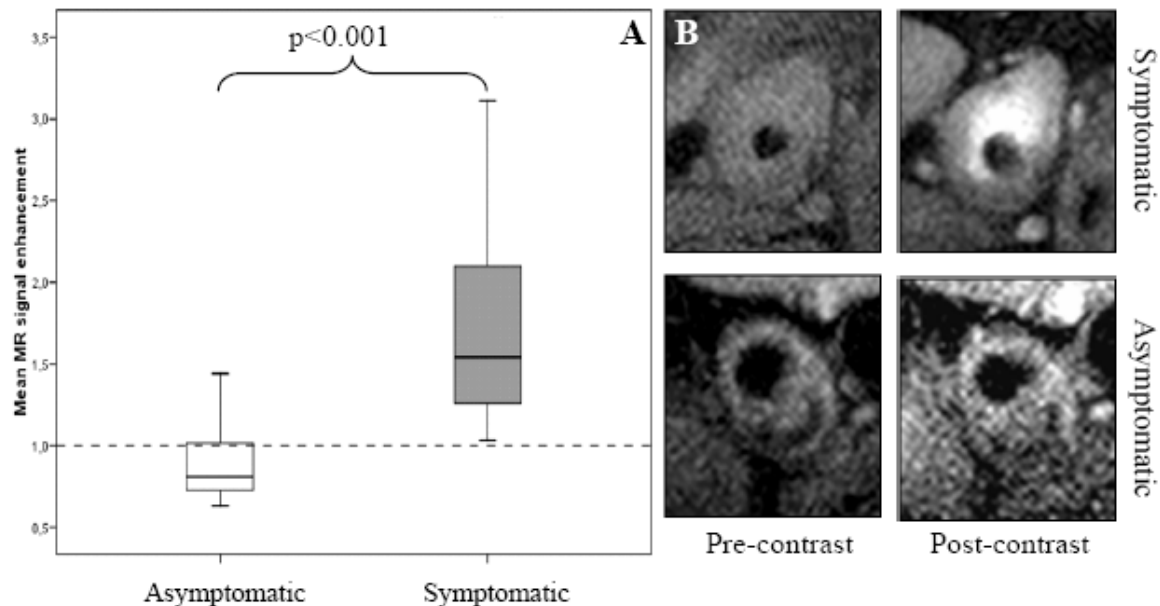 A
p<0.001
3,5
3,0
2,5
2,0
1,5
1,0
0,5
Mean MR signal enhancement
Asymptomatic
Symptomatic
B
Symptomatic
Asymptomatic
Pre-contrast
Post-contrast